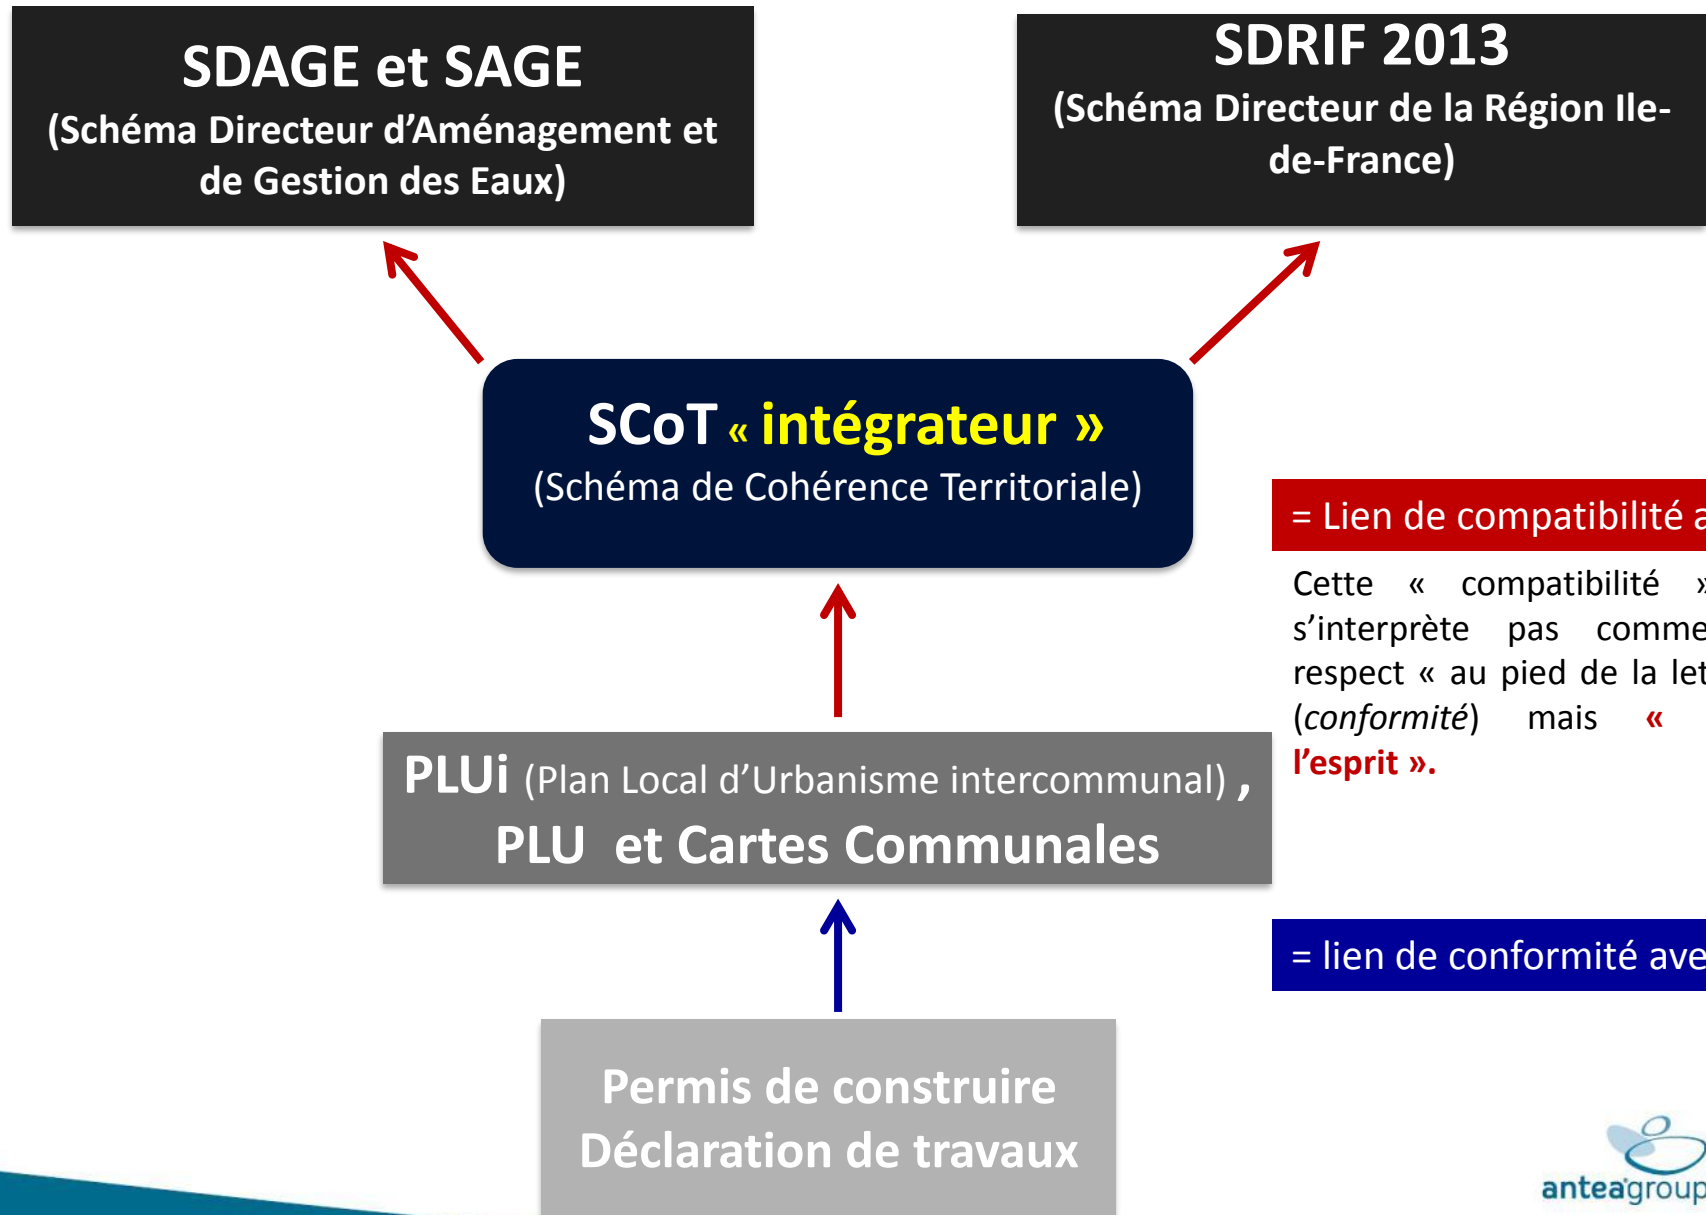 SDAGE et SAGE
(Schéma Directeur d’Aménagement et
de Gestion des Eaux)
SDRIF 2013
(Schéma Directeur de la Région Ile-
de-France)
SCoT « intégrateur »
(Schéma de Cohérence Territoriale)
= Lien de compatibilité
Cette « compatibilité »
s’interprète pas comme
respect « au pied de la
(conformité) mais «
l’esprit ».
PLUi (Plan Local d’Urbanisme intercommunal) ,
PLU et Cartes Communales
= lien de conformité
Permis de construire
Déclaration de travaux
anteagroup